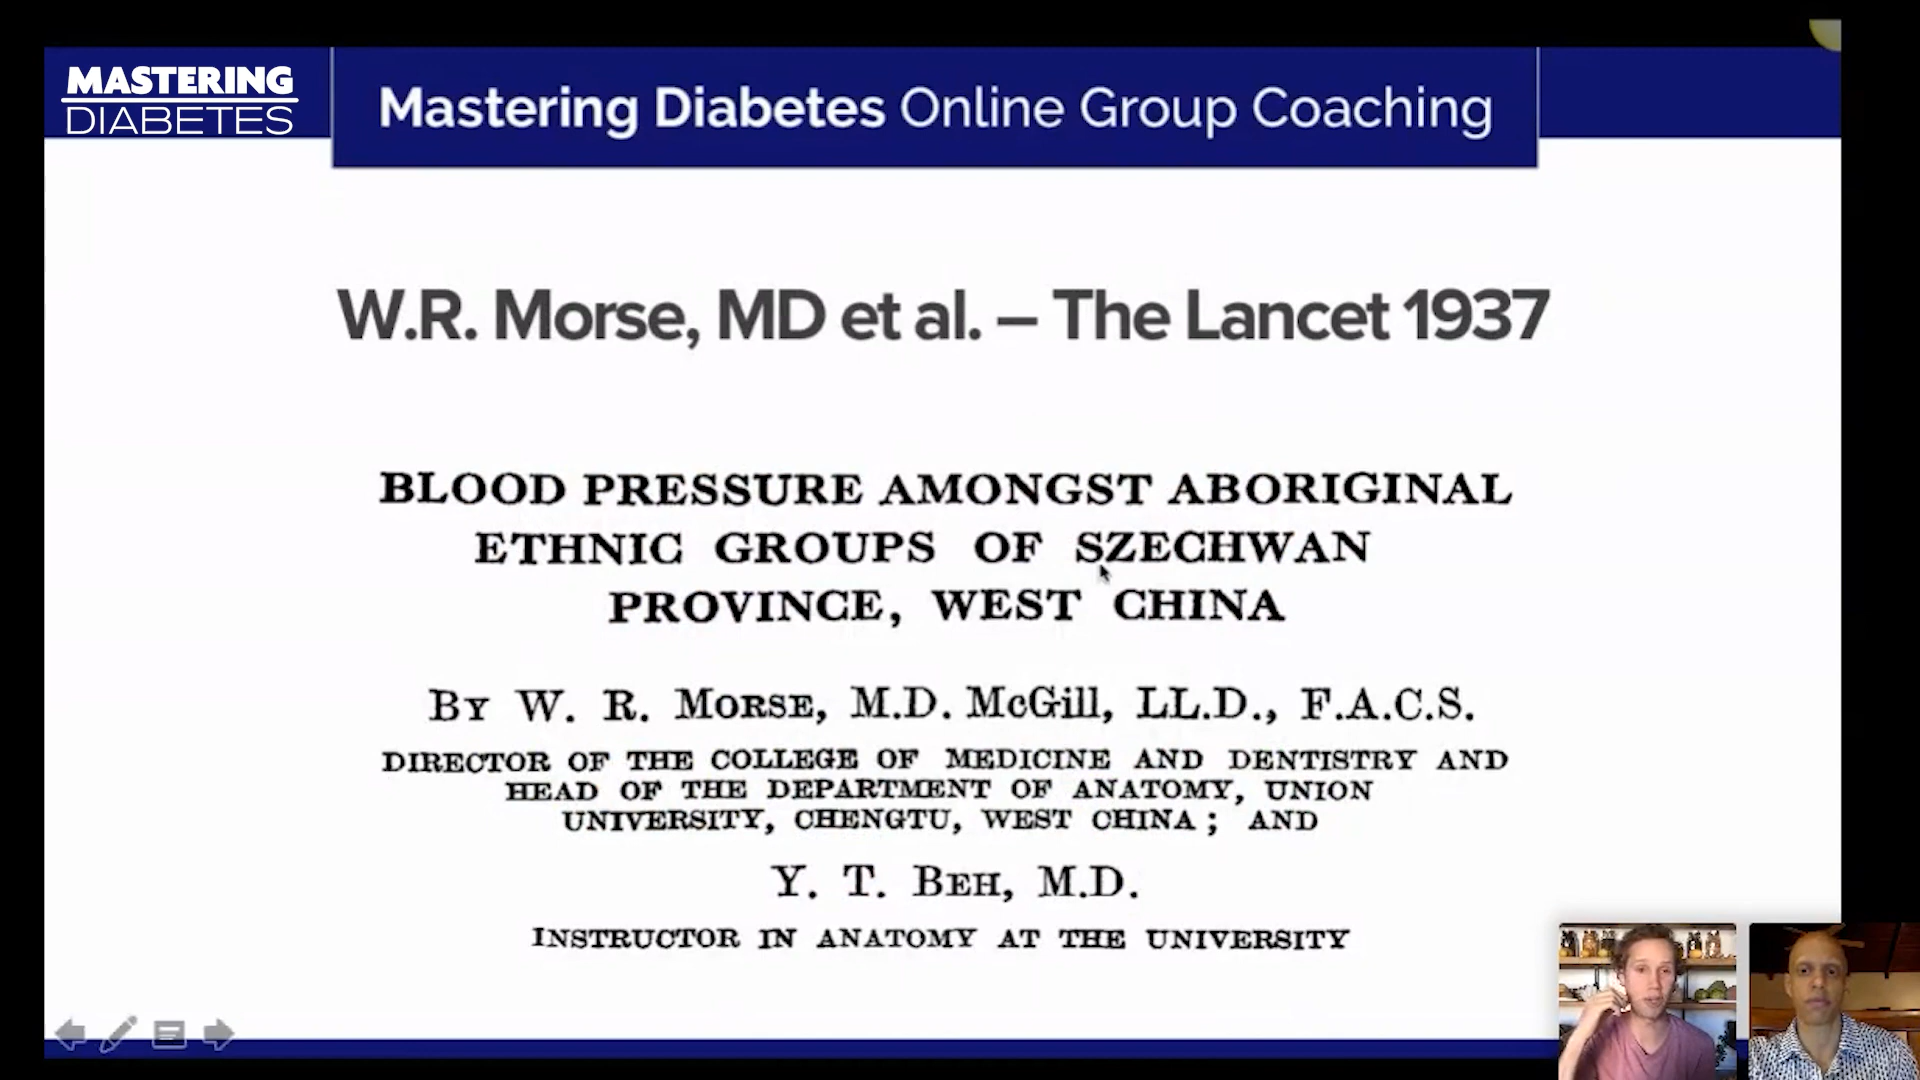 MASTERING
DIABETES
Mastering Diabetes Online Group Coaching
W.R. Morse, MD et al. – The Lancet 1937
BLOOD PRESSURE AMONGST ABORIGINAL
ETHNIC GROUPS OF SZECHWAN
PROVINCE, WEST CHINA
By W. R. Morse, M.D. McGill, LL.D., F.A.C.S.
DIRECTOR OF THE COLLEGE OF MEDICINE AND DENTISTRY AND
HEAD OF THE DEPARTMENT OF ANATOMY, UNION
UNIVERSITY, CHENGTU, WEST CHINA; AND
Y. T. Beh, M.D.
INSTRUCTOR IN ANATOMY AT THE UNIVERSITY